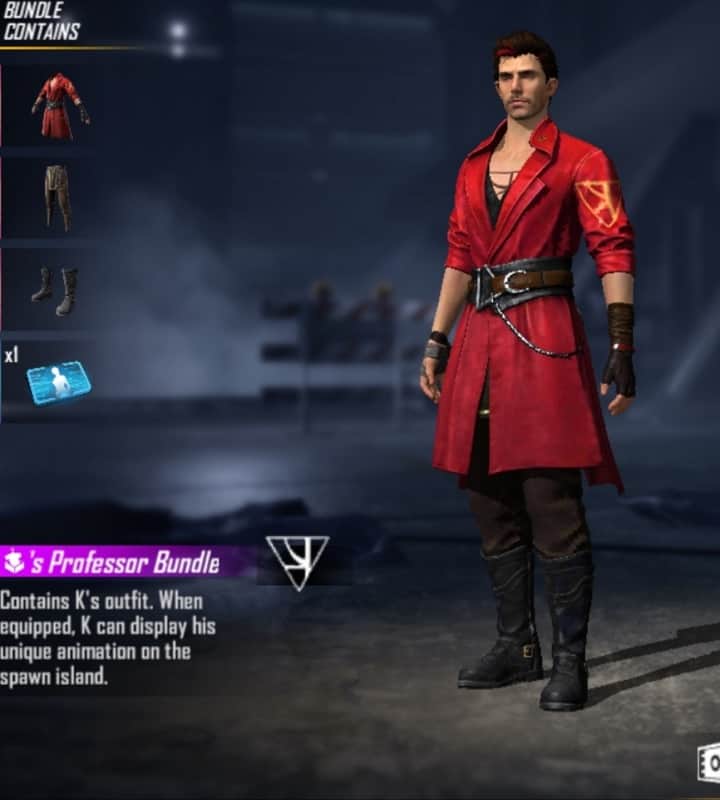 BUNDLE
CONTAINS
x1
's Professor Bundle
Contains K's outfit. When
equipped, K can display his
unique animation on the
spawn island.